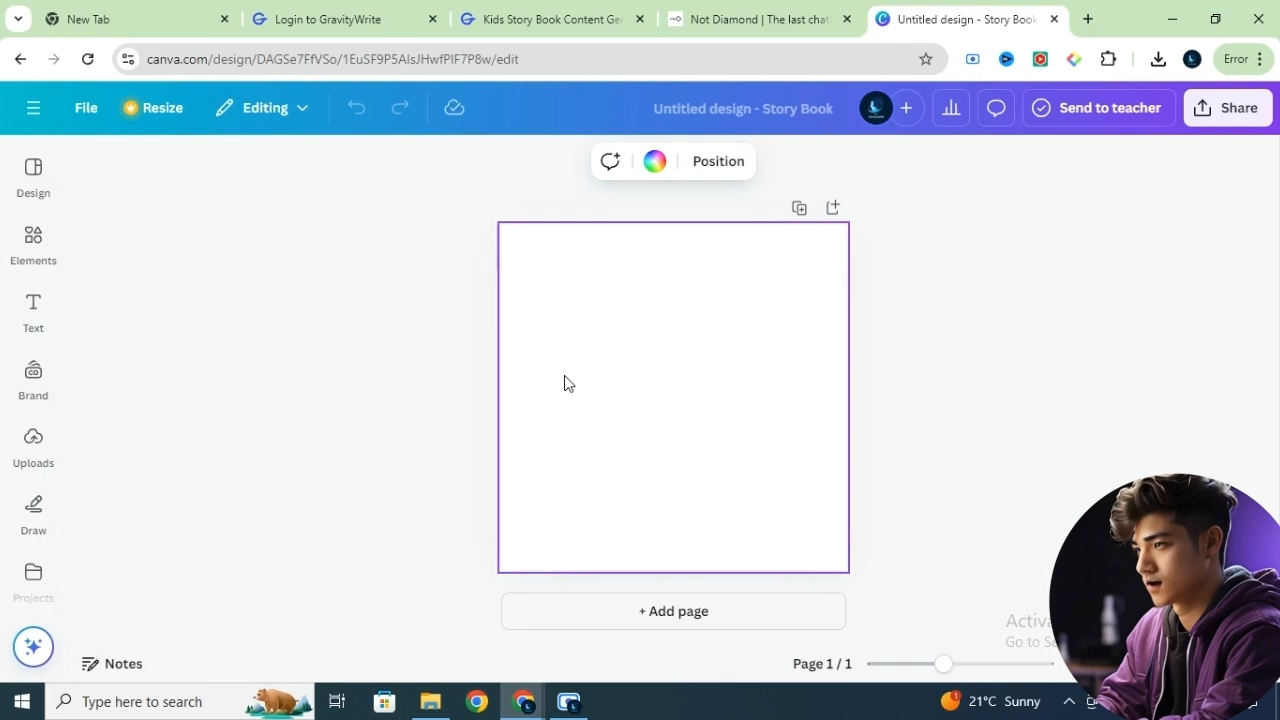 New Tab
Login to GravityWrite
Kids Story Book Content Ger
Not Diamond | The last chat
Untitled design - Story Book
canva.com/design/DAGSe7FfVSo/1EuSF9P5AIsJHwfPIF7P8w/edit
Error
File
Resize
Editing
Untitled design - Story Book
Send to teacher
Share
Position
Design
Elements
Text
Brand
Uploads
Draw
Projects
+ Add page
Notes
Page 1 / 1
Go to
Type here to search
21°C Sunny